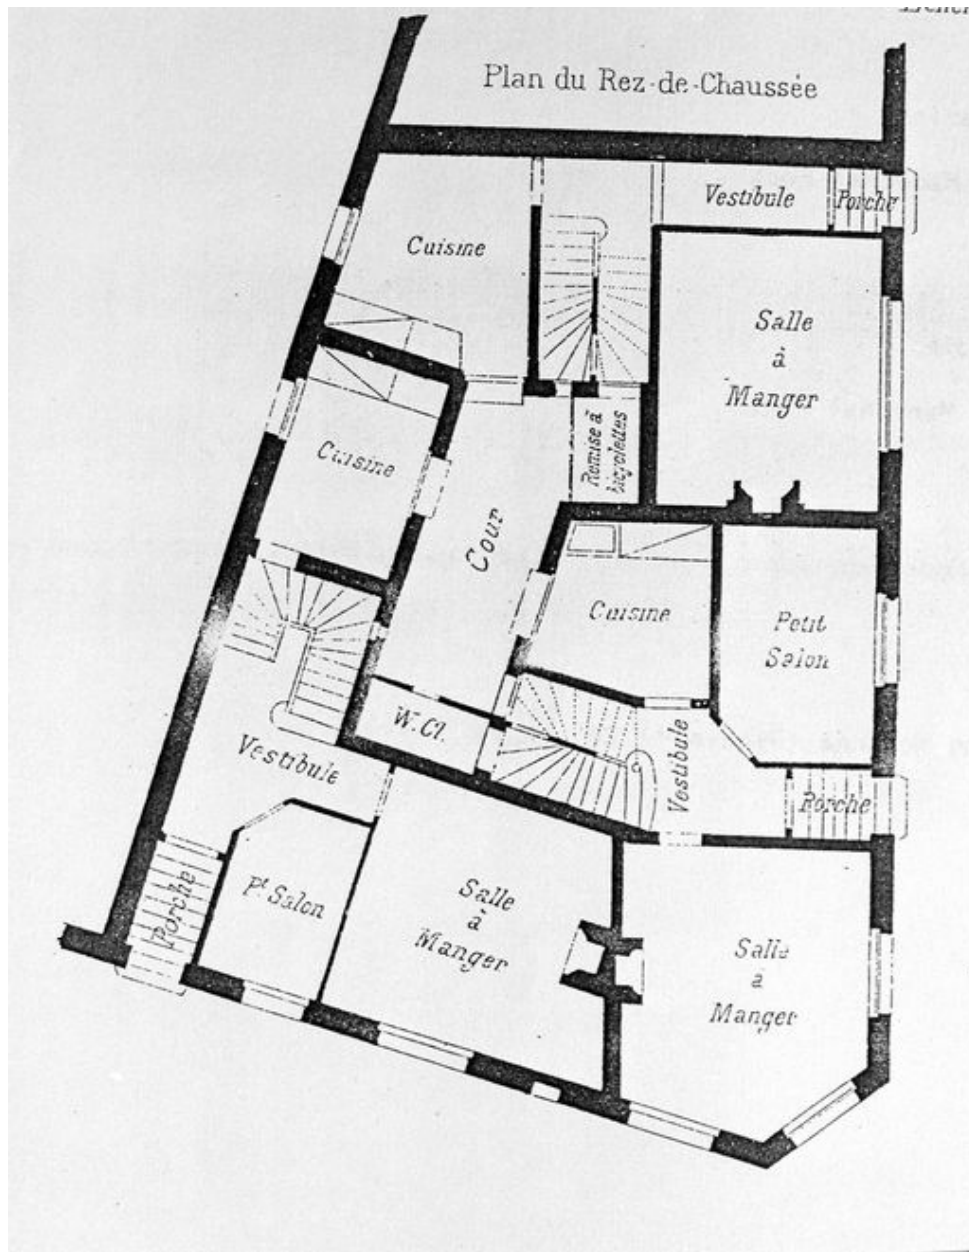 Plan du Rez-de-Chaussée
Vestibule
Porche
Cuisine
Salle
à
Manger
Cuisine
Remise à
bicyclettes
Cour
Cuisine
Petit
Salon
W. Cl.
Vestibule
Vestibule
Porche
Pt Salon
Porche
Salle
à
Manger
Salle
à
Manger